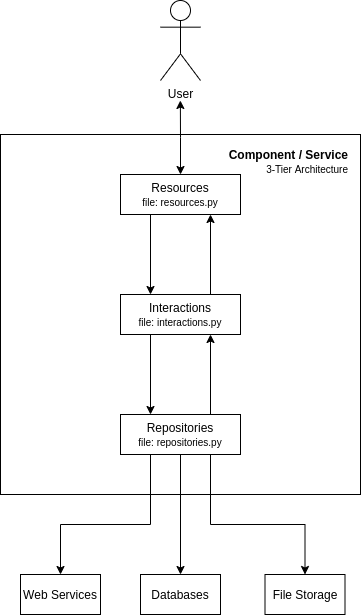 User
Component / Service
3-Tier Architecture
Resources
file: resources.py
Interactions
file: interactions.py
Repositories
file: repositories.py
Web Services
Databases
File Storage